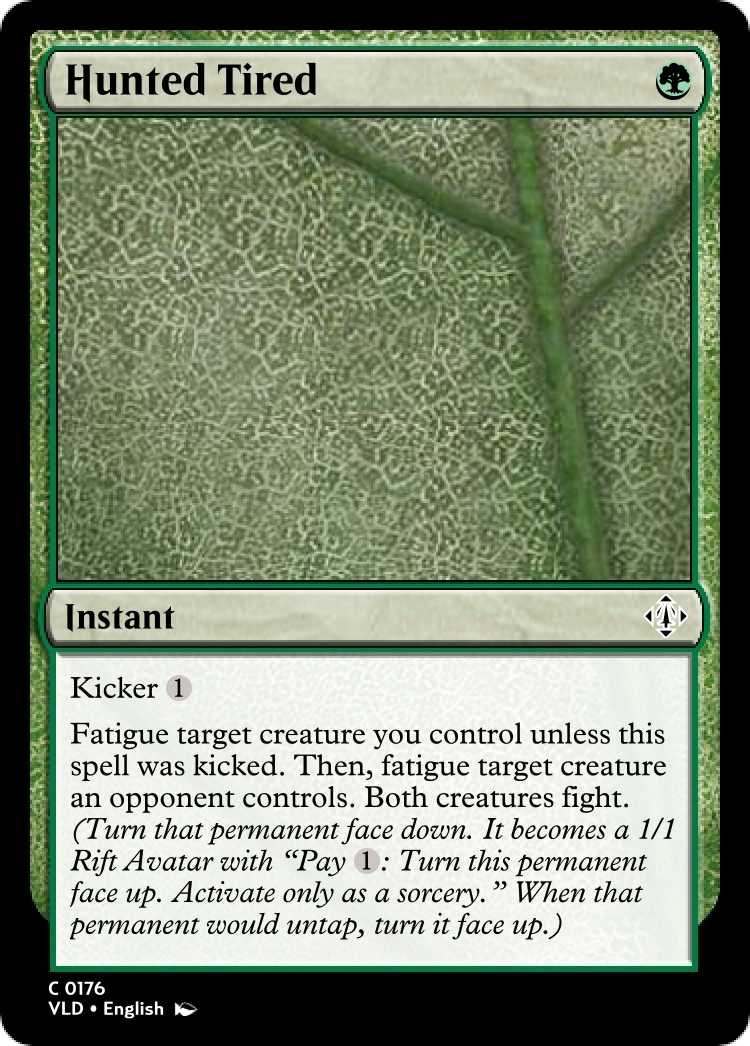 Hunted Tired
Instant
Kicker 1
Fatigue target creature you control unless this
spell was kicked. Then, fatigue target creature
an opponent controls. Both creatures fight.
(Turn that permanent face down. It becomes a 1/1
Rift Avatar with “Pay 1: Turn this permanent
face up. Activate only as a sorcery.” When that
permanent would untap, turn it face up.)
C 0176
VLD • English